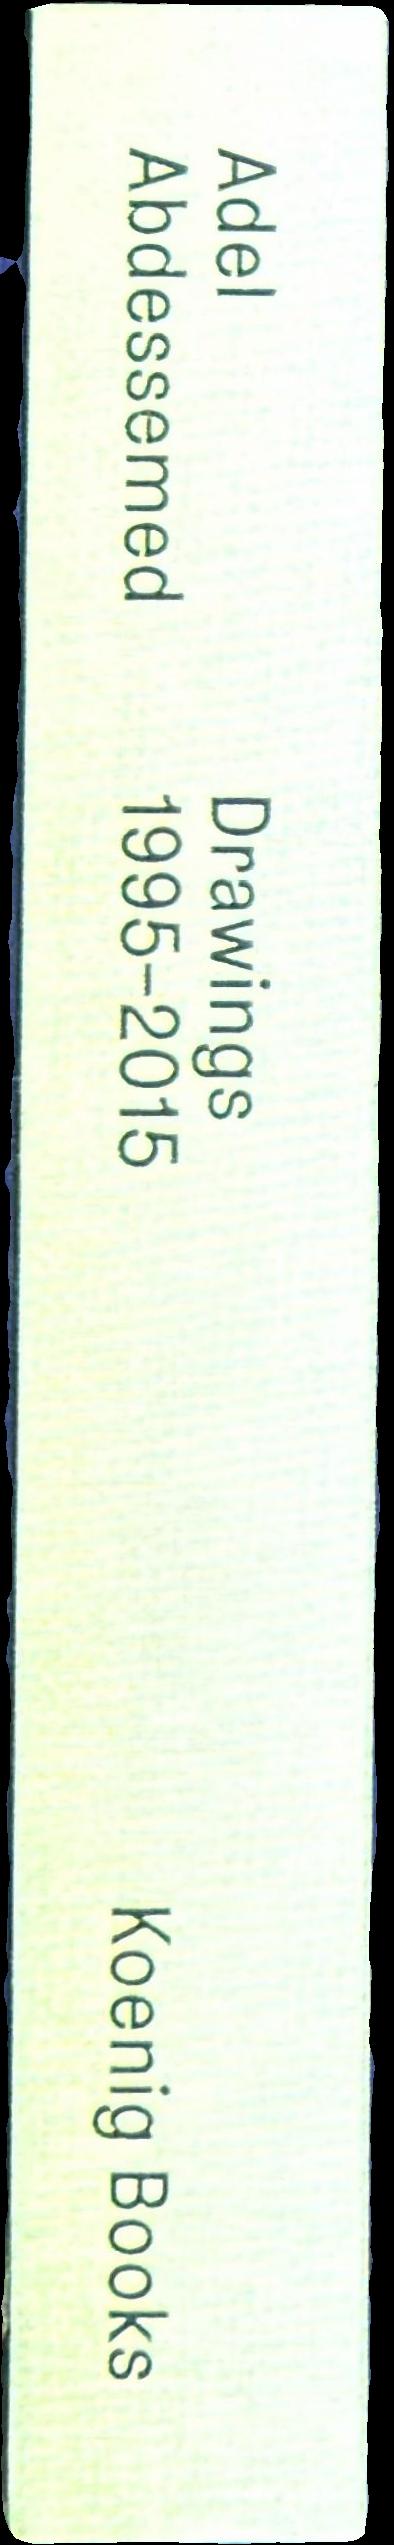 Adel
Abdessemed
Drawings
1995–2015
Koenig Books